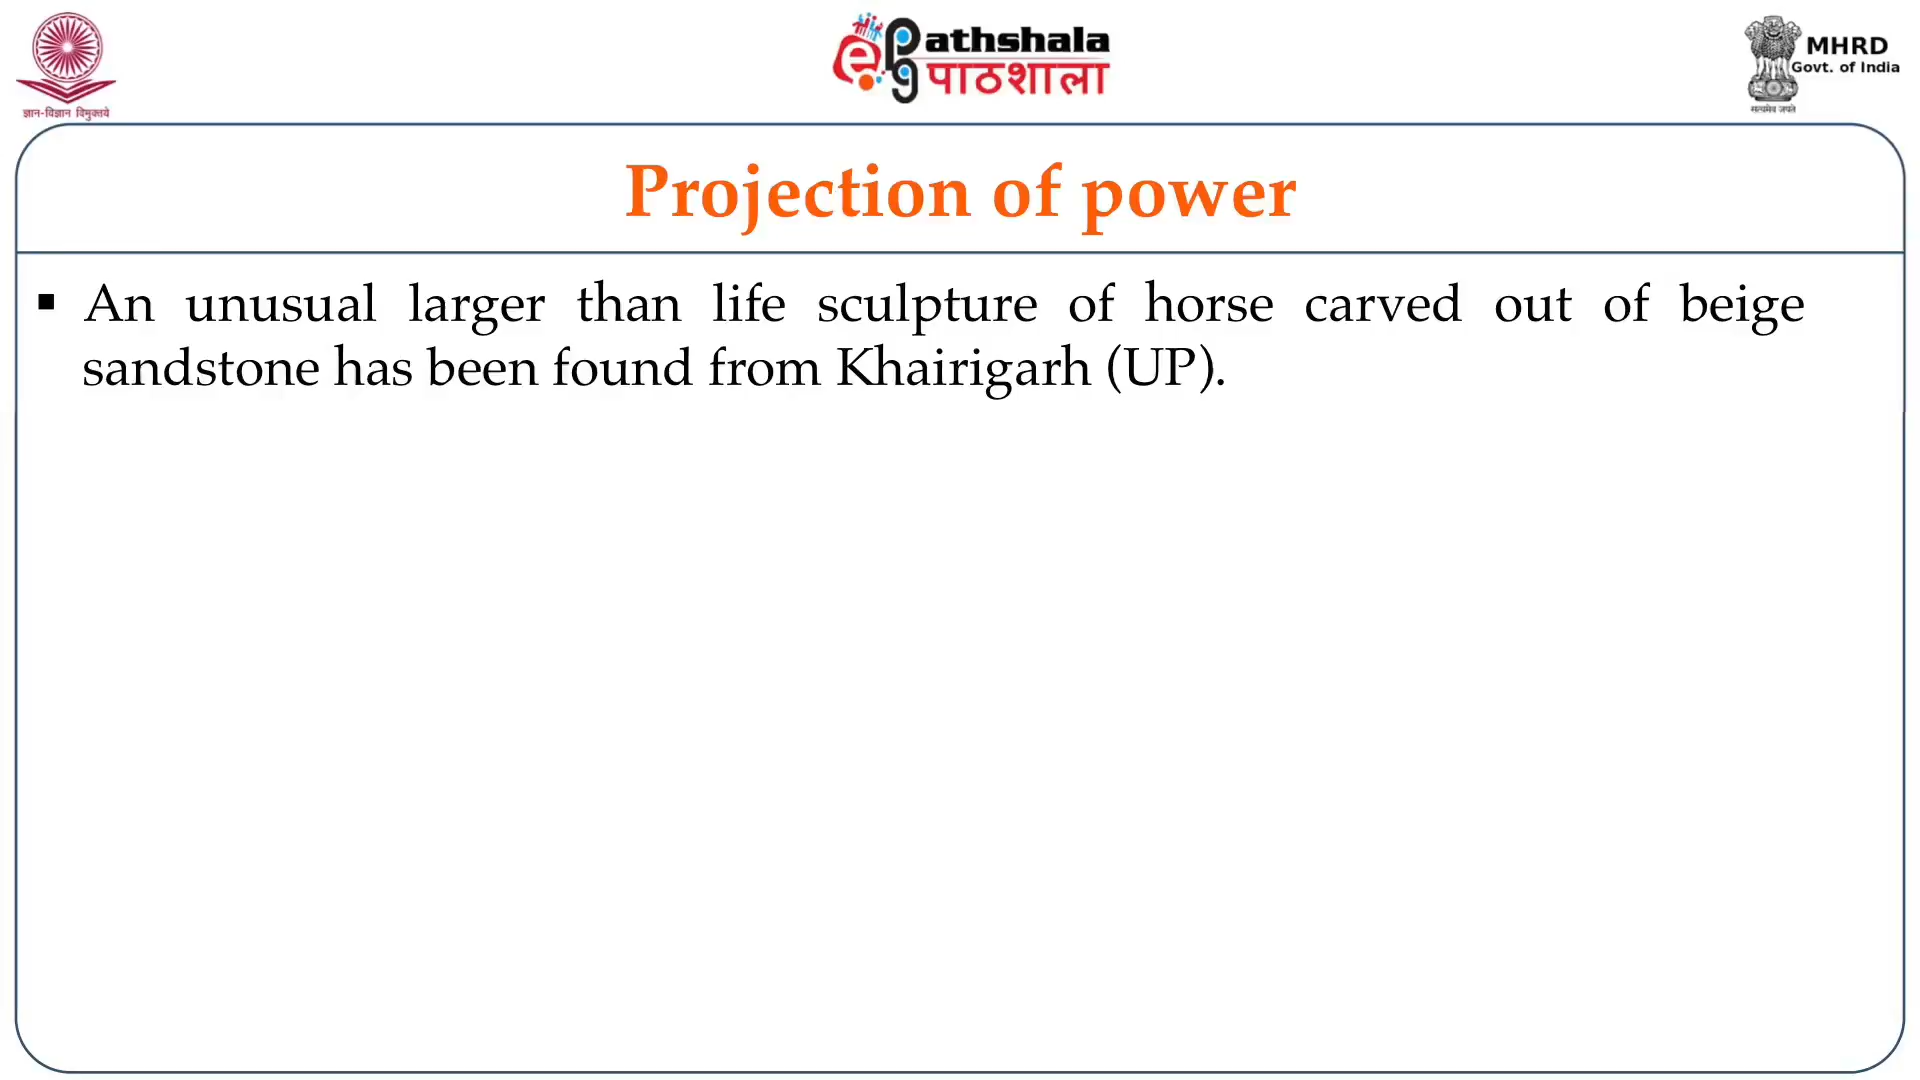 ज्ञान-विज्ञान विमुक्तये
ePathshala
पाठशाला
MHRD
Govt. of India
सत्यमेव जयते
Projection of power
▪ An unusual larger than life sculpture of horse carved out of beige
sandstone has been found from Khairigarh (UP).